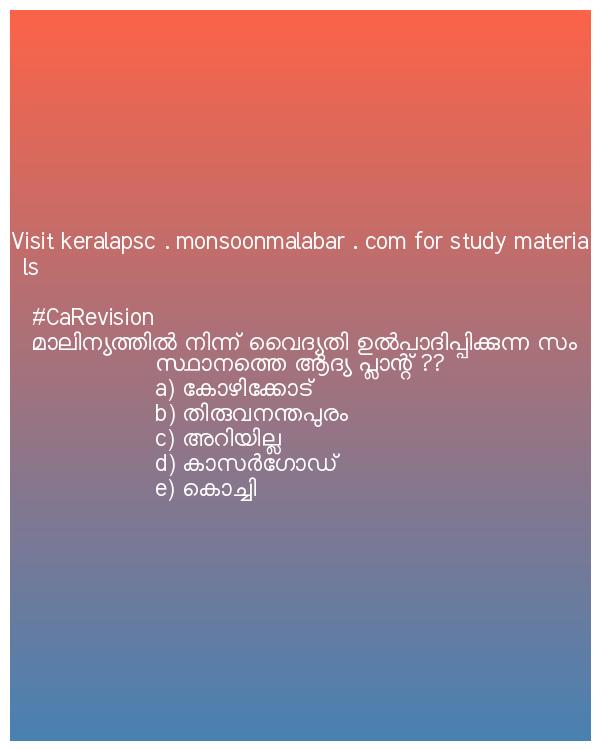 Visit keralapsc . monsoonmalabar . com for study materia
ls
#CaRevision
മാലിന്യത്തിൽ നിന്ന് വൈദ്യുതി ഉൽപാദിപ്പിക്കുന്ന സം
സ്ഥാനത്തെ ആദ്യ പ്ലാന്റ് ??
a) കോഴിക്കോട്
b) തിരുവനന്തപുരം
c) അറിയില്ല
d) കാസർഗോഡ്
e) കൊച്ചി